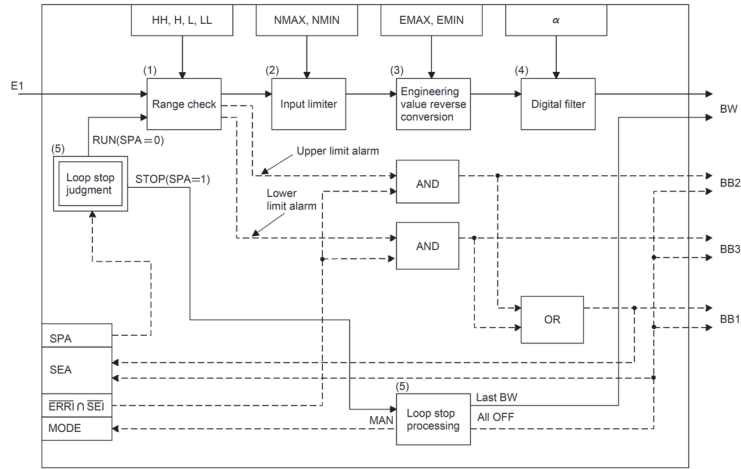 HH, H, L, LL
NMAX, NMIN
EMAX, EMIN
α
(1)
(2)
(3)
(4)
E1
Range check
Input limiter
Engineering
value reverse
conversion
Digital filter
BW
RUN(SPA=0)
(5)
Loop stop
judgment
STOP(SPA=1)
Upper limit alarm
Lower
limit alarm
AND
BB2
AND
BB3
OR
BB1
SPA
SEA
E̅R̅R̅I̅ ∩ S̅E̅I̅
MODE
(5)
MAN
Loop stop
processing
Last BW
All OFF